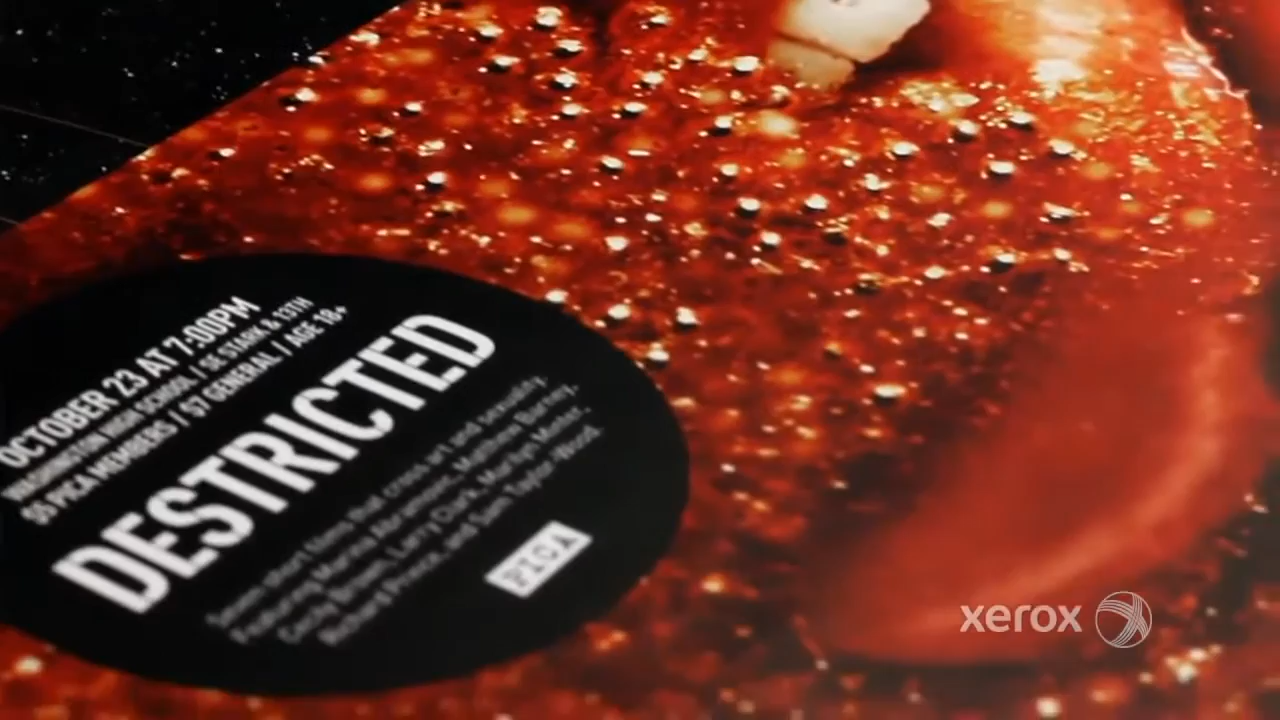 OCTOBER 23 AT 7:00PM
WASHINGTON HIGH SCHOOL / SE STARK & 13TH
$5 PICA MEMBERS / $7 GENERAL / AGE 18+
DESTRICTED
Seven short films that cross art and sexuality.
Featuring Marina Abramovic, Matthew Barney,
Cecily Brown, Larry Clark, Marilyn Minter,
Richard Prince, and Sam Taylor-Wood.
PICA
xerox